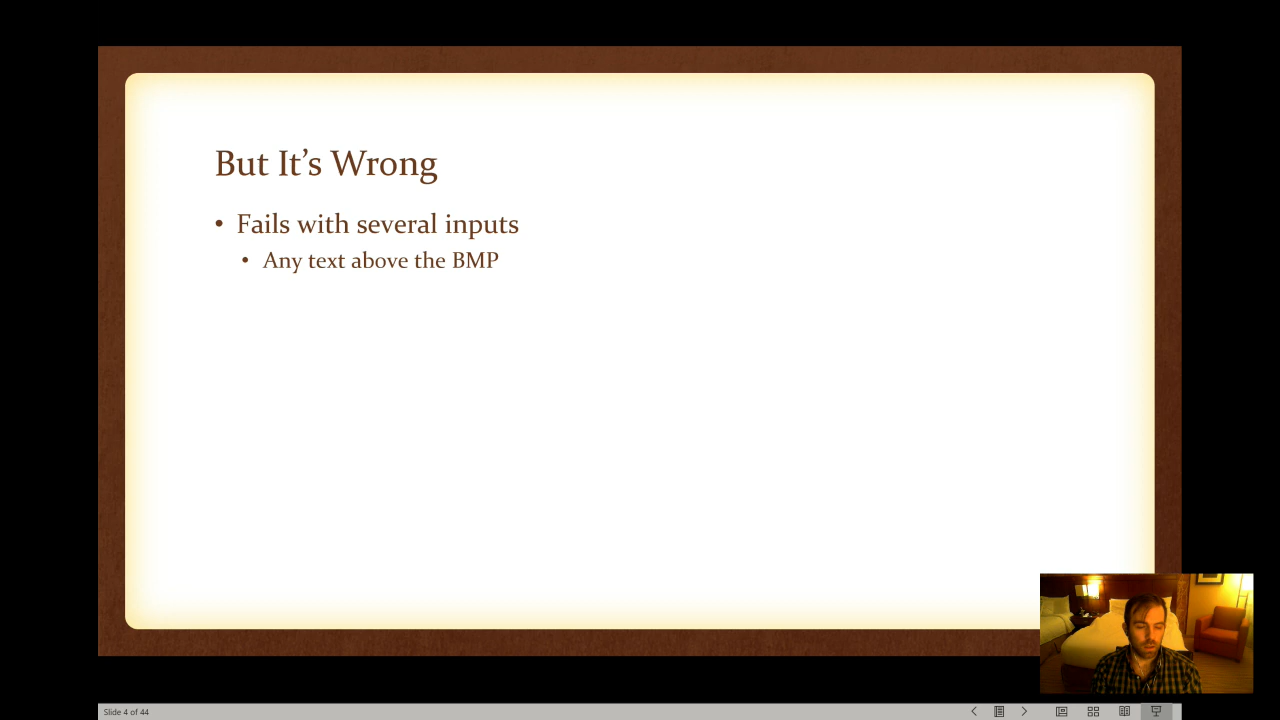 But It’s Wrong
• Fails with several inputs
• Any text above the BMP
Slide 4 of 44